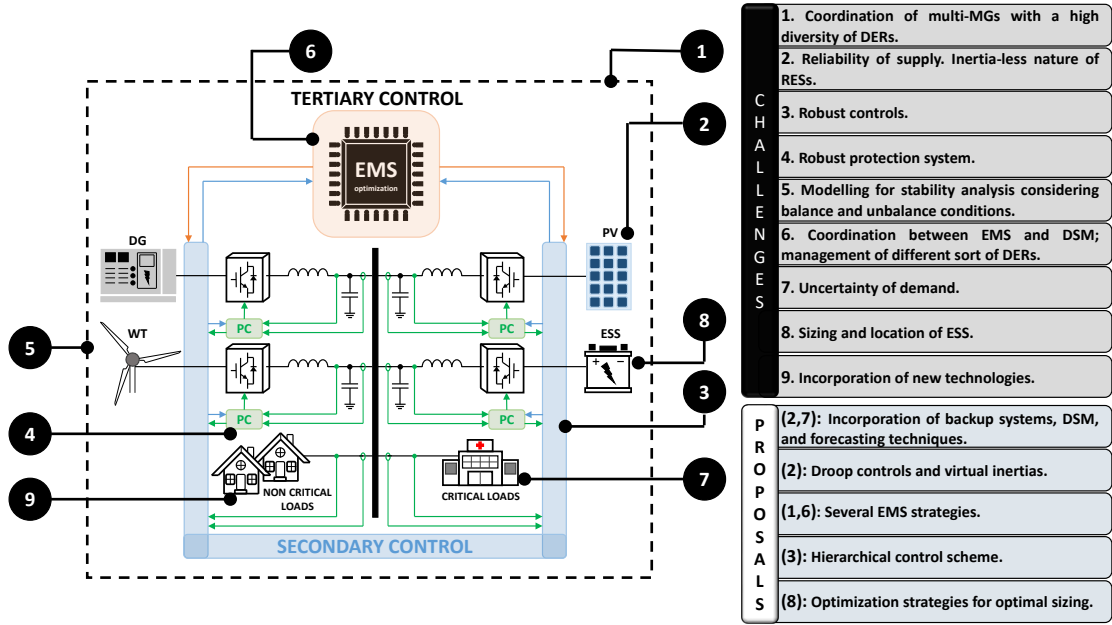 6
1
TERTIARY CONTROL
2
EMS
optimization
DG
PV
PC
PC
WT
ESS
5
8
PC
PC
3
4
NON CRITICAL
LOADS
CRITICAL LOADS
7
9
SECONDARY CONTROL
CHALLENGES
1. Coordination of multi-MGs with a high
diversity of DERs.
2. Reliability of supply. Inertia-less nature of
RESs.
3. Robust controls.
4. Robust protection system.
5. Modelling for stability analysis considering
balance and unbalance conditions.
6. Coordination between EMS and DSM;
management of different sort of DERs.
7. Uncertainty of demand.
8. Sizing and location of ESS.
9. Incorporation of new technologies.
PROPOSALS
(2,7): Incorporation of backup systems, DSM,
and forecasting techniques.
(2): Droop controls and virtual inertias.
(1,6): Several EMS strategies.
(3): Hierarchical control scheme.
(8): Optimization strategies for optimal sizing.